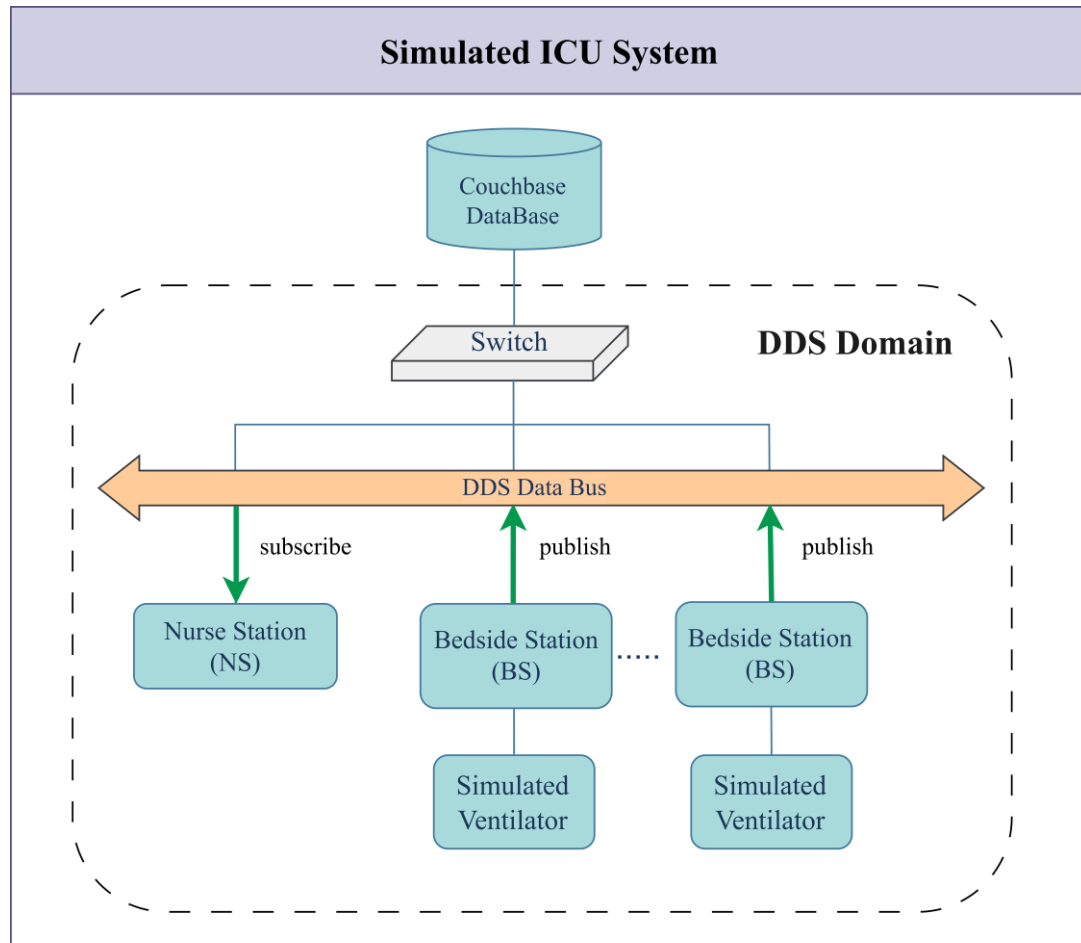 Simulated ICU System
Couchbase
DataBase
Switch
DDS Domain
DDS Data Bus
subscribe
publish
publish
Nurse Station
(NS)
Bedside Station
(BS)
.....
Bedside Station
(BS)
Simulated
Ventilator
Simulated
Ventilator